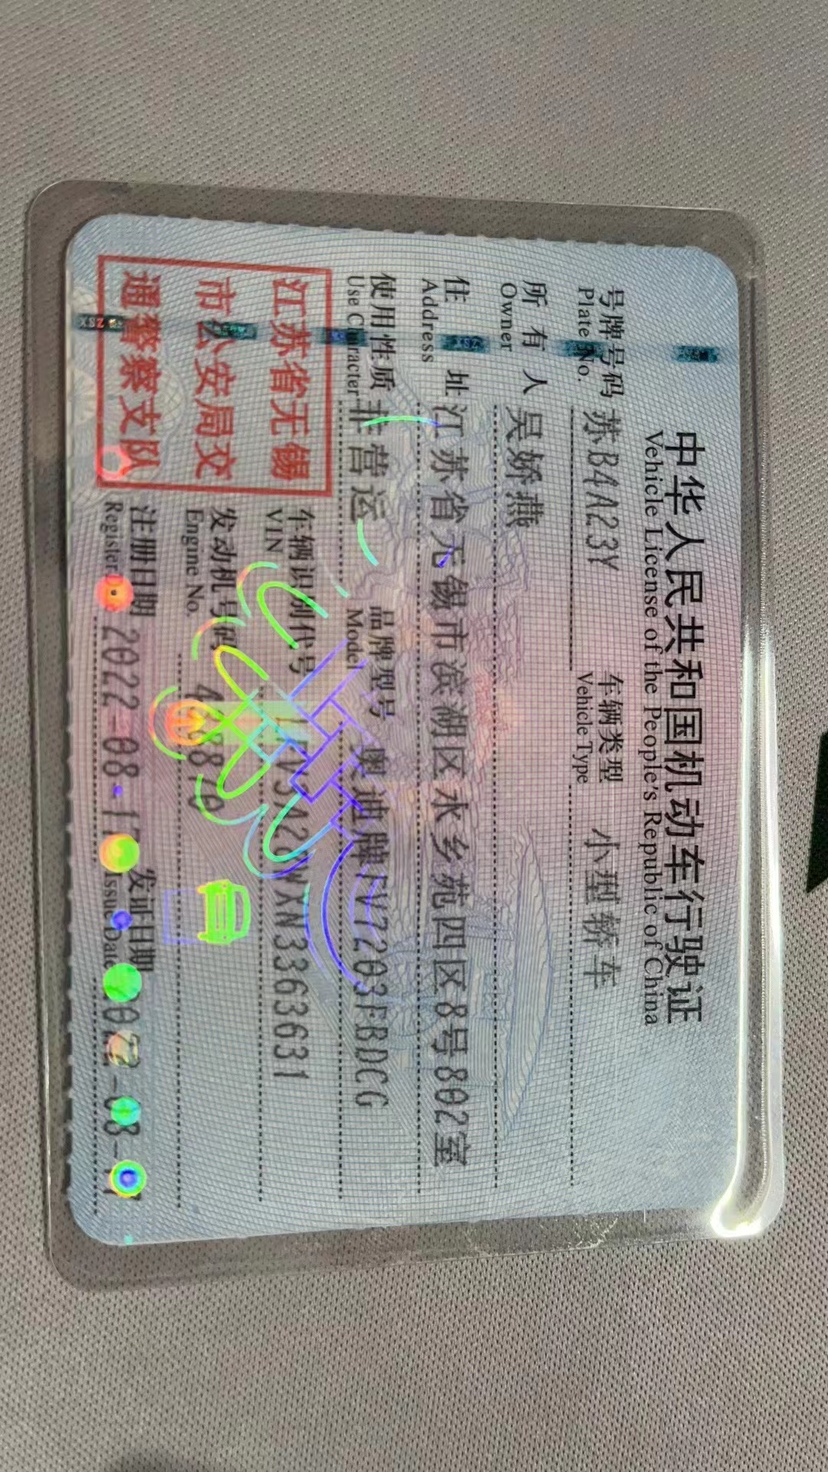 中华人民共和国机动车行驶证
Vehicle License of the People's Republic of China
号牌号码 苏B4A23Y 车辆类型 小型轿车
Plate No. Vehicle Type
所有人 吴娇燕
Owner
住址 江苏省无锡市滨湖区水乡苑四区8号802室
Address
使用性质 非营运 品牌型号 奥迪牌FV7203FBDCG
Use Character Model
江苏省无锡
市公安局交
通警察支队
车辆识别代号
VIN
发动机号码
Engine No.
注册日期 发证日期
Register Issue Date